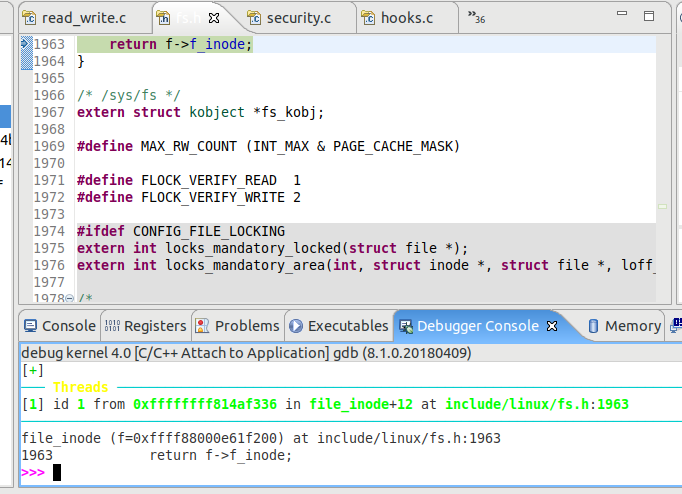 read_write.c fs.h security.c hooks.c »36
1963 return f->f_inode;
1964 }
1965
1966 /* /sys/fs */
1967 extern struct kobject *fs_kobj;
1968
1969 #define MAX_RW_COUNT (INT_MAX & PAGE_CACHE_MASK)
1970
1971 #define FLOCK_VERIFY_READ  1
1972 #define FLOCK_VERIFY_WRITE 2
1973
1974 #ifdef CONFIG_FILE_LOCKING
1975 extern int locks_mandatory_locked(struct file *);
1976 extern int locks_mandatory_area(int, struct inode *, struct file *, loff_
1977
1978 /*
Console Registers Problems Executables Debugger Console Memory
debug kernel 4.0 [C/C++ Attach to Application] gdb (8.1.0.20180409)
[+]
Threads
[1] id 1 from 0xffffffff814af336 in file_inode+12 at include/linux/fs.h:1963
file_inode (f=0xffff88000e61f200) at include/linux/fs.h:1963
1963 return f->f_inode;
>>>